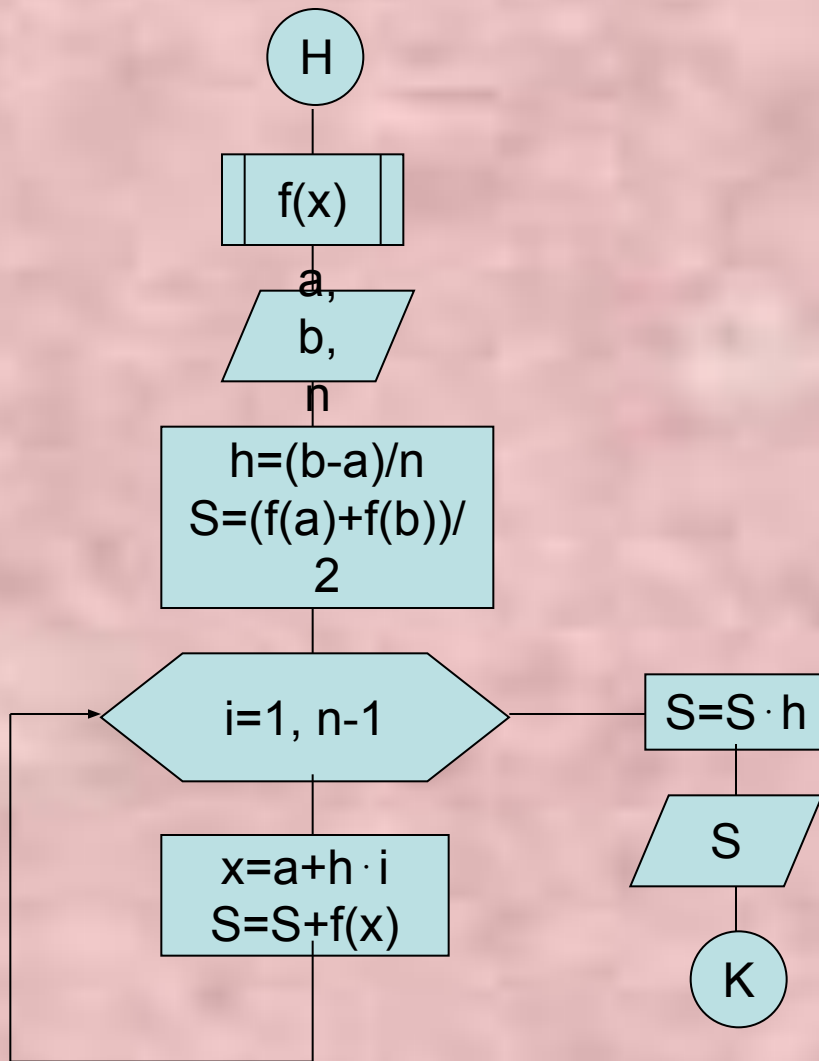 Н
f(x)
a,
b,
n
h=(b-a)/n
S=(f(a)+f(b))/
2
i=1, n-1
x=a+h·i
S=S+f(x)
S=S·h
S
К